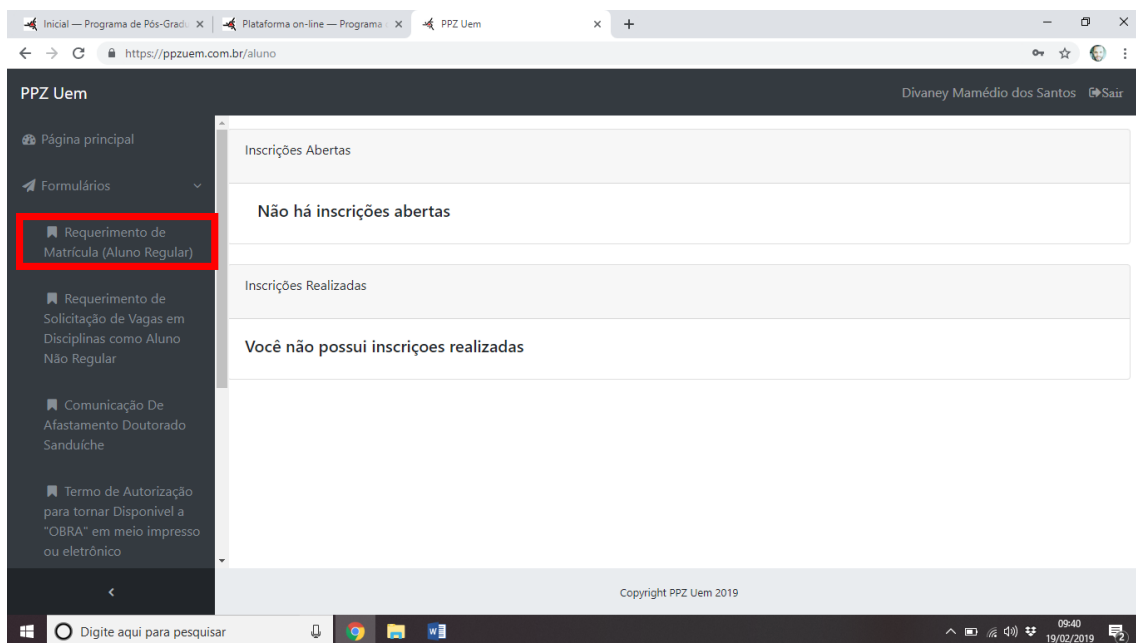 Inicial — Programa de Pós-Gradu
Plataforma on-line — Programa
PPZ Uem
https://ppzuem.com.br/aluno
PPZ Uem
Divaney Mamédio dos Santos Sair
Página principal
Formulários
Requerimento de
Matrícula (Aluno Regular)
Requerimento de
Solicitação de Vagas em
Disciplinas como Aluno
Não Regular
Comunicação De
Afastamento Doutorado
Sanduíche
Termo de Autorização
para tornar Disponivel a
"OBRA" em meio impresso
ou eletrônico
Inscrições Abertas
Não há inscrições abertas
Inscrições Realizadas
Você não possui inscriçoes realizadas
Copyright PPZ Uem 2019
Digite aqui para pesquisar
09:40
19/02/2019
2